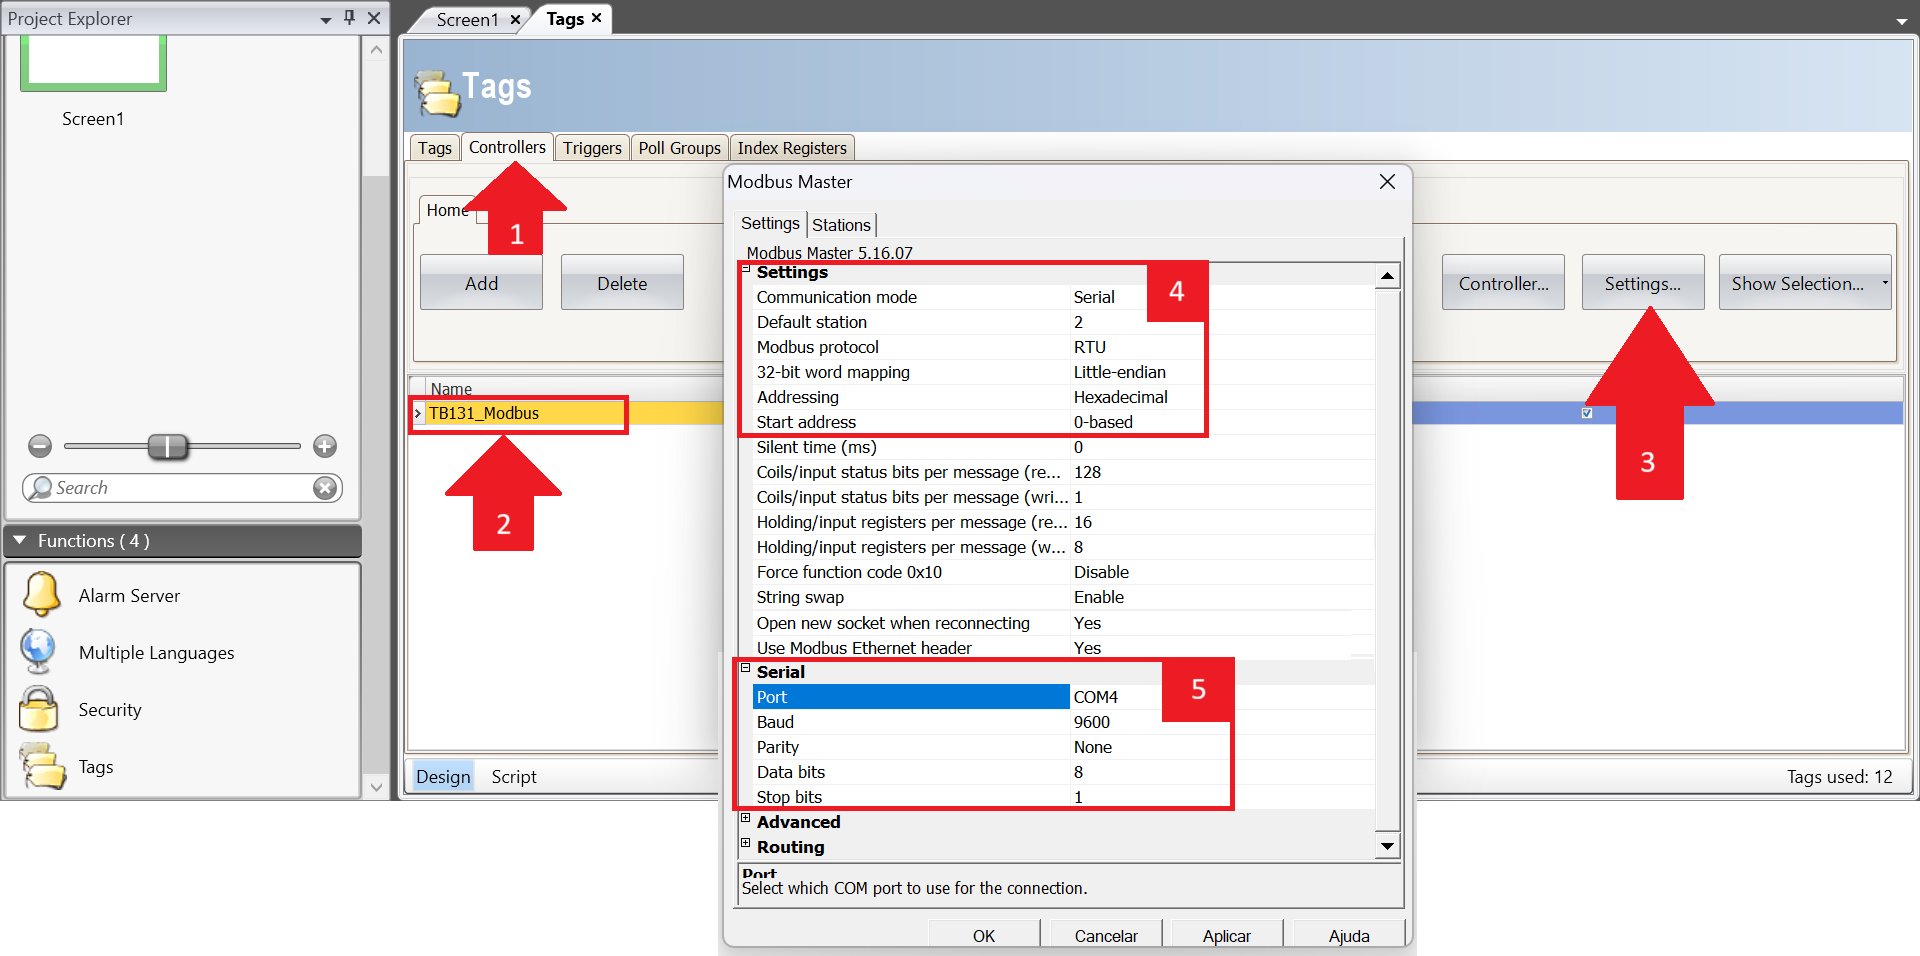 Project Explorer
Screen1
Search
Functions ( 4 )
Alarm Server
Multiple Languages
Security
Tags
Screen1
Tags
Tags
Tags
Controllers
Triggers
Poll Groups
Index Registers
Home
1
Add
Delete
Controller...
Settings...
Show Selection...
Name
TB131_Modbus
2
3
Modbus Master
Settings
Stations
Modbus Master 5.16.07
Settings
4
Communication mode Serial
Default station 2
Modbus protocol RTU
32-bit word mapping Little-endian
Addressing Hexadecimal
Start address 0-based
Silent time (ms) 0
Coils/input status bits per message (re... 128
Coils/input status bits per message (wri... 1
Holding/input registers per message (re... 16
Holding/input registers per message (w... 8
Force function code 0x10 Disable
String swap Enable
Open new socket when reconnecting Yes
Use Modbus Ethernet header Yes
Serial
5
Port COM4
Baud 9600
Parity None
Data bits 8
Stop bits 1
Advanced
Routing
Port
Select which COM port to use for the connection.
OK
Cancelar
Aplicar
Ajuda
Design
Script
Tags used: 12